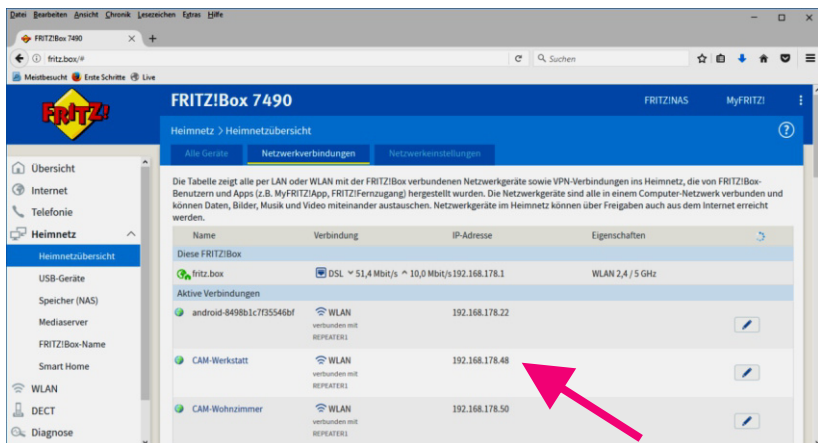 Datei Bearbeiten Ansicht Chronik Lesezeichen Extras Hilfe
FRITZ!Box 7490
fritz.box/#
Suchen
Meistbesucht Erste Schritte Live
FRITZ!
FRITZ!Box 7490
FRITZ!NAS
MyFRITZ!
Heimnetz > Heimnetzübersicht
Alle Geräte Netzwerkverbindungen Netzwerkeinstellungen
Übersicht
Internet
Telefonie
Heimnetz
Heimnetzübersicht
USB-Geräte
Speicher (NAS)
Mediaserver
FRITZ!Box-Name
Smart Home
WLAN
DECT
Diagnose
Die Tabelle zeigt alle per LAN oder WLAN mit der FRITZ!Box verbundenen Netzwerkgeräte sowie VPN-Verbindungen ins Heimnetz, die von FRITZ!Box-
Benutzern und Apps (z.B. MyFRITZ!App, FRITZ!Fernzugang) hergestellt wurden. Die Netzwerkgeräte sind alle in einem Computer-Netzwerk verbunden und
können Daten, Bilder, Musik und Video miteinander austauschen. Netzwerkgeräte im Heimnetz können über Freigaben auch aus dem Internet erreicht
werden.
Name Verbindung IP-Adresse Eigenschaften
Diese FRITZ!Box
fritz.box DSL 51,4 Mbit/s 10,0 Mbit/s 192.168.178.1 WLAN 2,4 / 5 GHz
Aktive Verbindungen
android-8498b1c7f35546bf WLAN 192.168.178.22
verbunden mit
REPEATER1
CAM-Werkstatt WLAN 192.168.178.48
verbunden mit
REPEATER1
CAM-Wohnzimmer WLAN 192.168.178.50
verbunden mit
REPEATER1